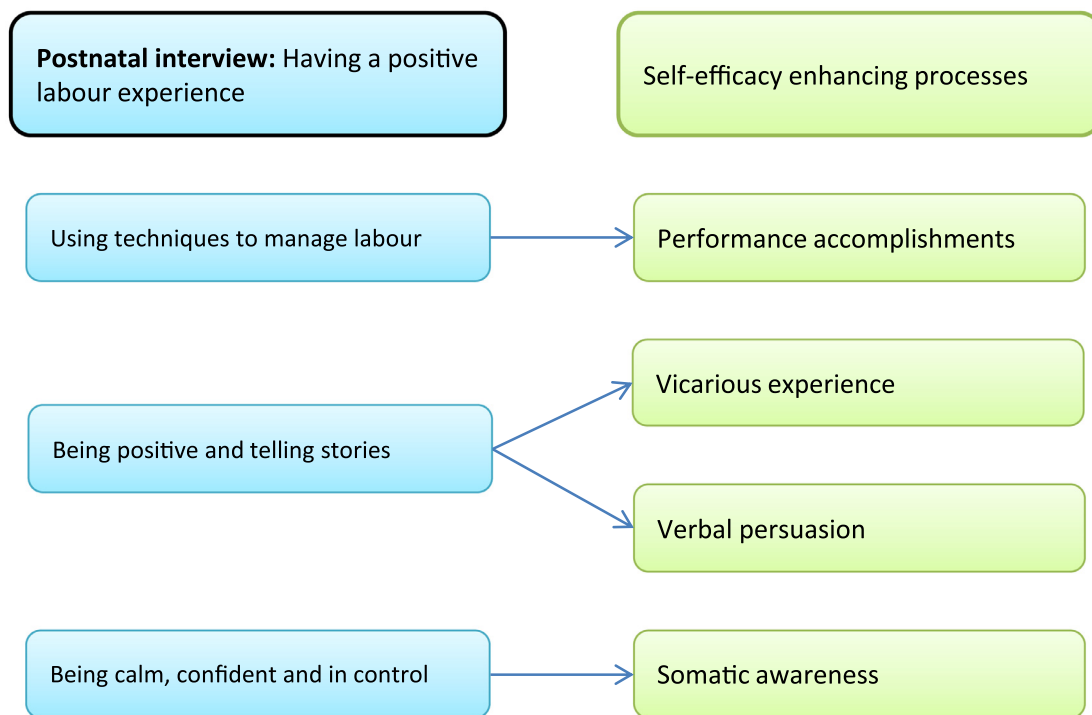 Postnatal interview: Having a positive
labour experience
Self-efficacy enhancing processes
Using techniques to manage labour
Performance accomplishments
Vicarious experience
Being positive and telling stories
Verbal persuasion
Being calm, confident and in control
Somatic awareness